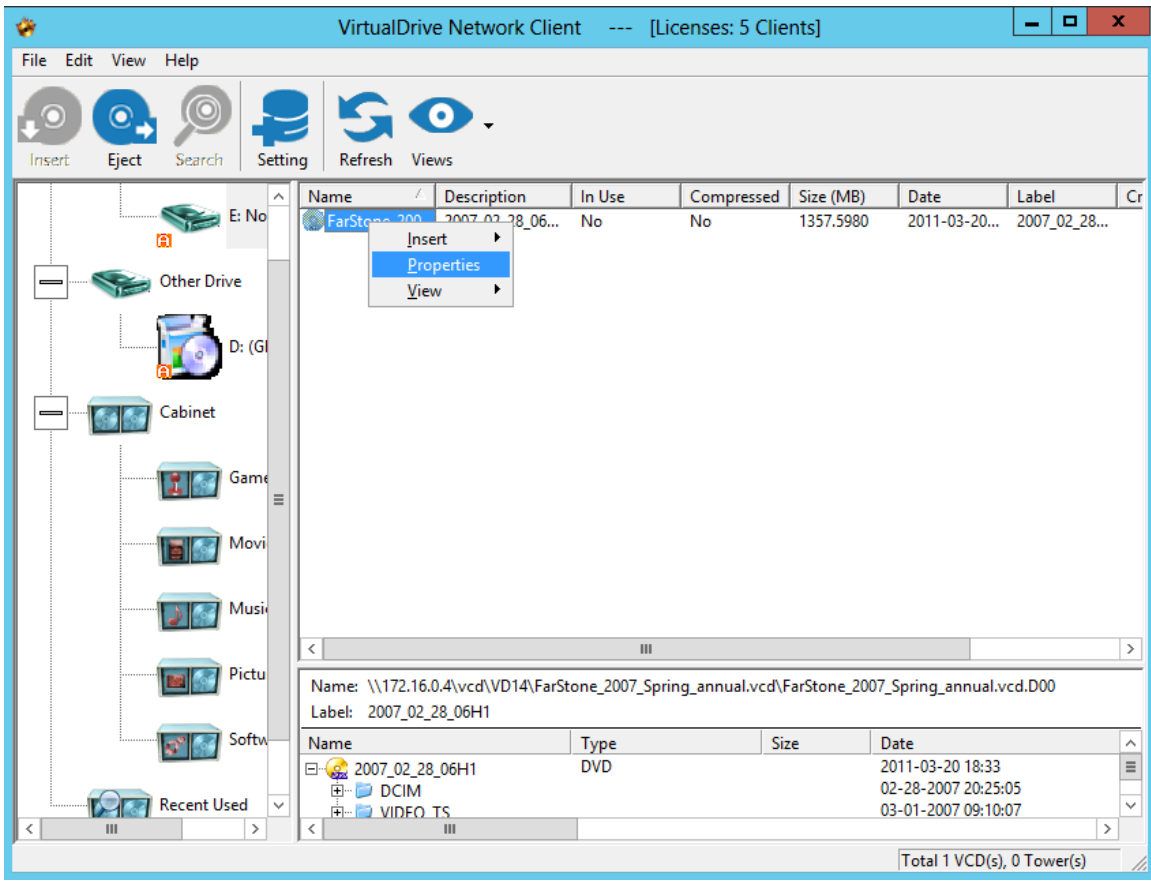 VirtualDrive Network Client --- [Licenses: 5 Clients]
File Edit View Help
Insert Eject Search Setting Refresh Views
E: No
Other Drive
D: (GI
Cabinet
Game
Movi
Music
Pictu
Softw
Recent Used
Name Description In Use Compressed Size (MB) Date Label Cr
FarStone_200 2007_02_28_06... No No 1357.5980 2011-03-20... 2007_02_28...
Insert
Properties
View
Name: \\172.16.0.4\vcd\VD14\FarStone_2007_Spring_annual.vcd\FarStone_2007_Spring_annual.vcd.D00
Label: 2007_02_28_06H1
Name Type Size Date
2007_02_28_06H1 DVD 2011-03-20 18:33
DCIM 02-28-2007 20:25:05
VIDEO_TS 03-01-2007 09:10:07
Total 1 VCD(s), 0 Tower(s)